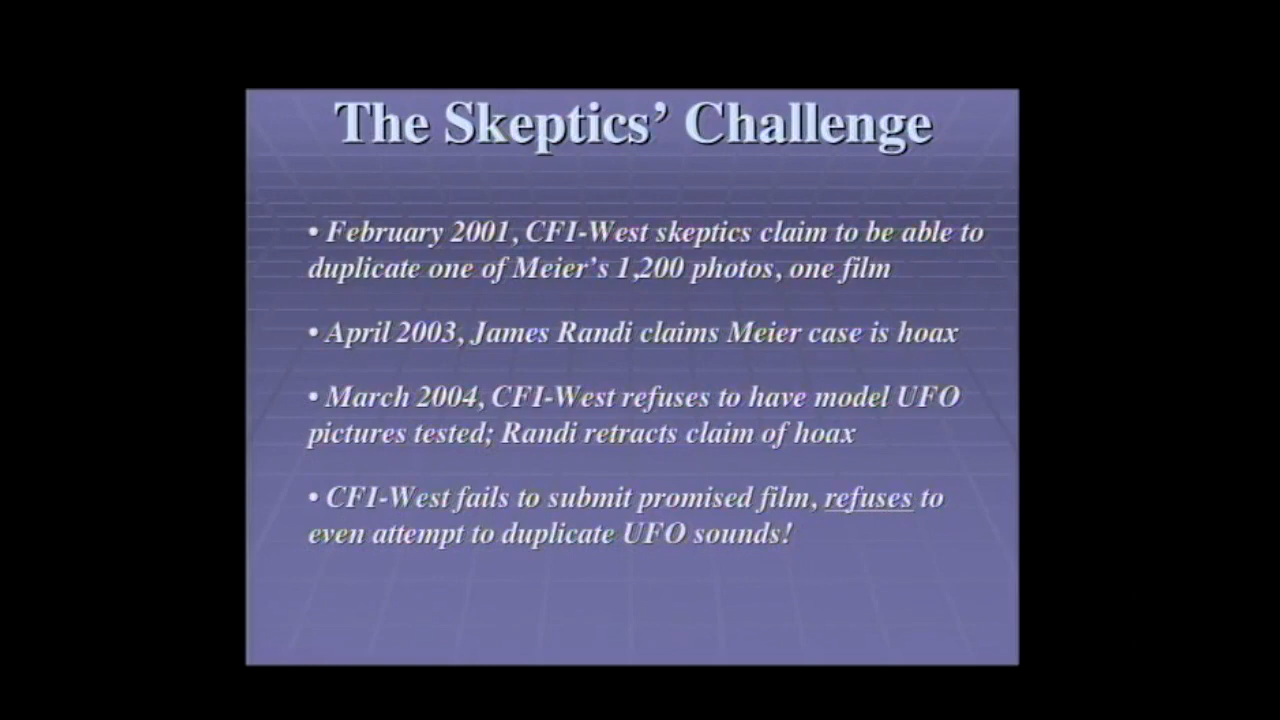 The Skeptics’ Challenge
• February 2001, CFI-West skeptics claim to be able to
duplicate one of Meier’s 1,200 photos, one film
• April 2003, James Randi claims Meier case is hoax
• March 2004, CFI-West refuses to have model UFO
pictures tested; Randi retracts claim of hoax
• CFI-West fails to submit promised film, refuses to
even attempt to duplicate UFO sounds!